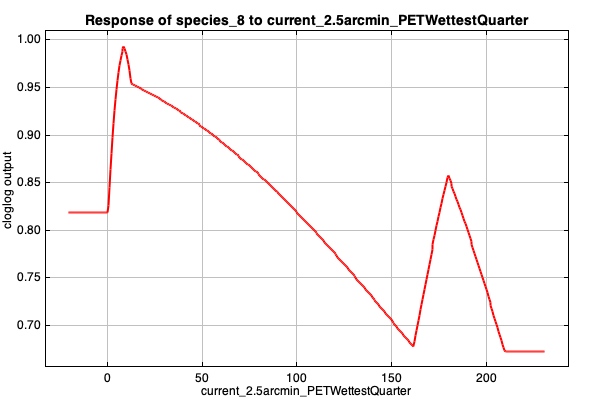 Response of species_8 to current_2.5arcmin_PETWettestQuarter
1.00
0.95
0.90
0.85
0.80
0.75
0.70
cloglog output
0 50 100 150 200
current_2.5arcmin_PETWettestQuarter